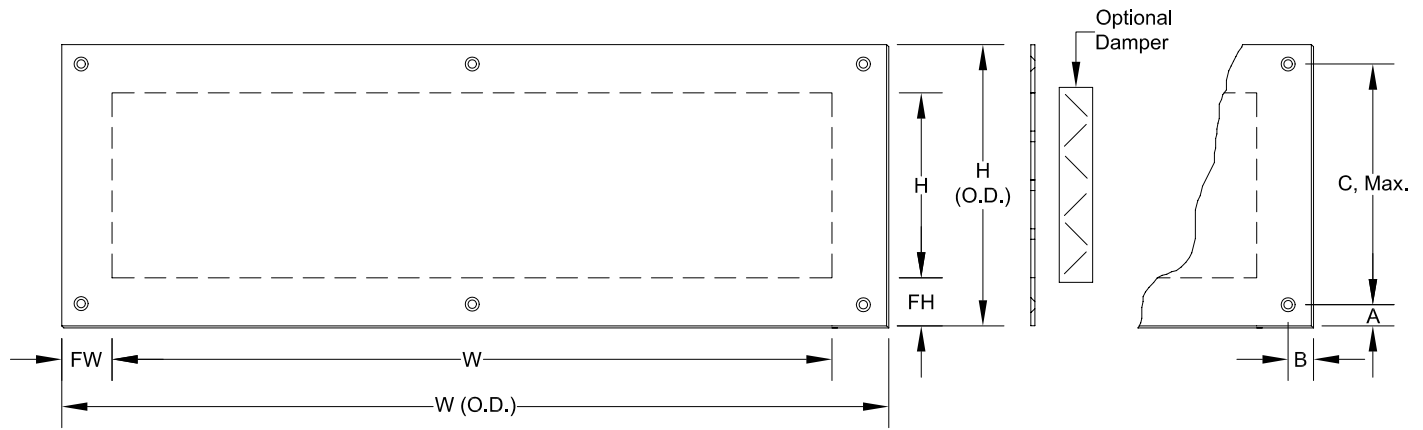 Optional
Damper
H
H
(O.D.)
C, Max.
FH
A
FW
W
B
W (O.D.)